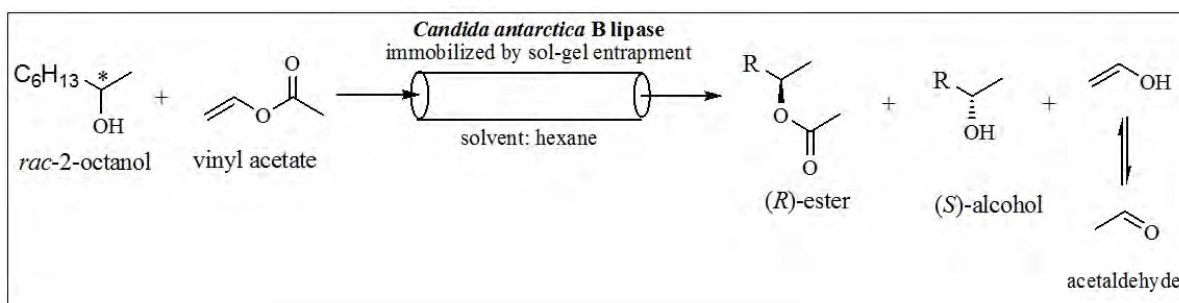 Candida antarctica B lipase
immobilized by sol-gel entrapment
C6H13
*
OH
rac-2-octanol
+
O
O
vinyl acetate
solvent: hexane
R
O
O
(R)-ester
+
R
OH
(S)-alcohol
+
OH
O
acetaldehyde